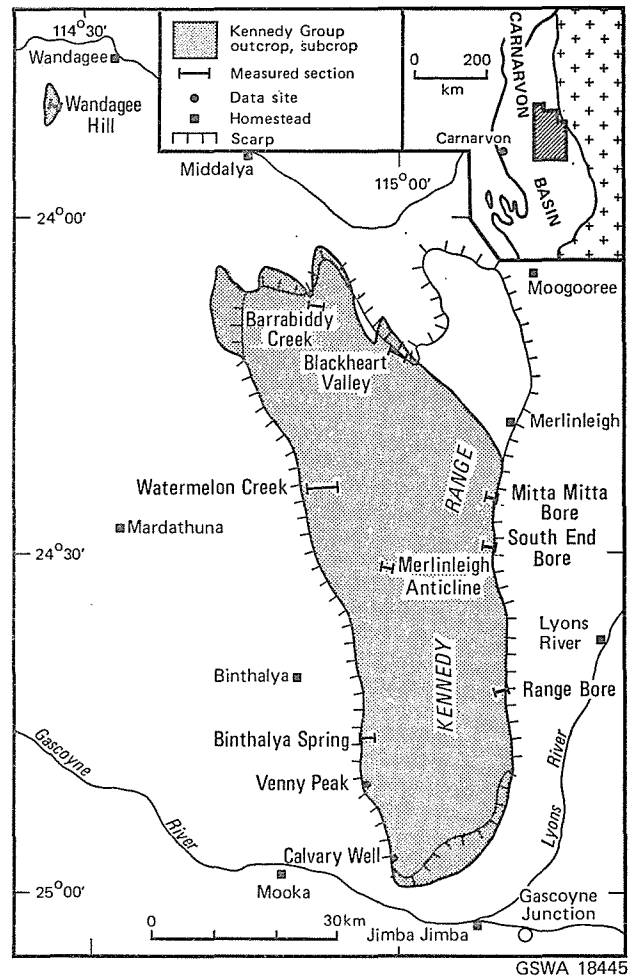 114°30'
Wandagee
Wandagee
Hill
Kennedy Group
outcrop, subcrop
Measured section
Data site
Homestead
Scarp
0 200
km
CARNARVON
BASIN
Carnarvon
Middalya
115°00'
24°00'
Moogooree
Barrabiddy
Creek
Blackheart
Valley
Merlinleigh
RANGE
Watermelon Creek
Mitta Mitta
Bore
Mardathuna
South End
Bore
24°30'
Merlinleigh
Anticline
Lyons
River
KENNEDY
Binthalya
Range Bore
Gascoyne
River
Binthalya Spring
River
Lyons
Venny Peak
Calvary Well
25°00'
Mooka
Gascoyne
Junction
0 30km
Jimba Jimba
GSWA 18445